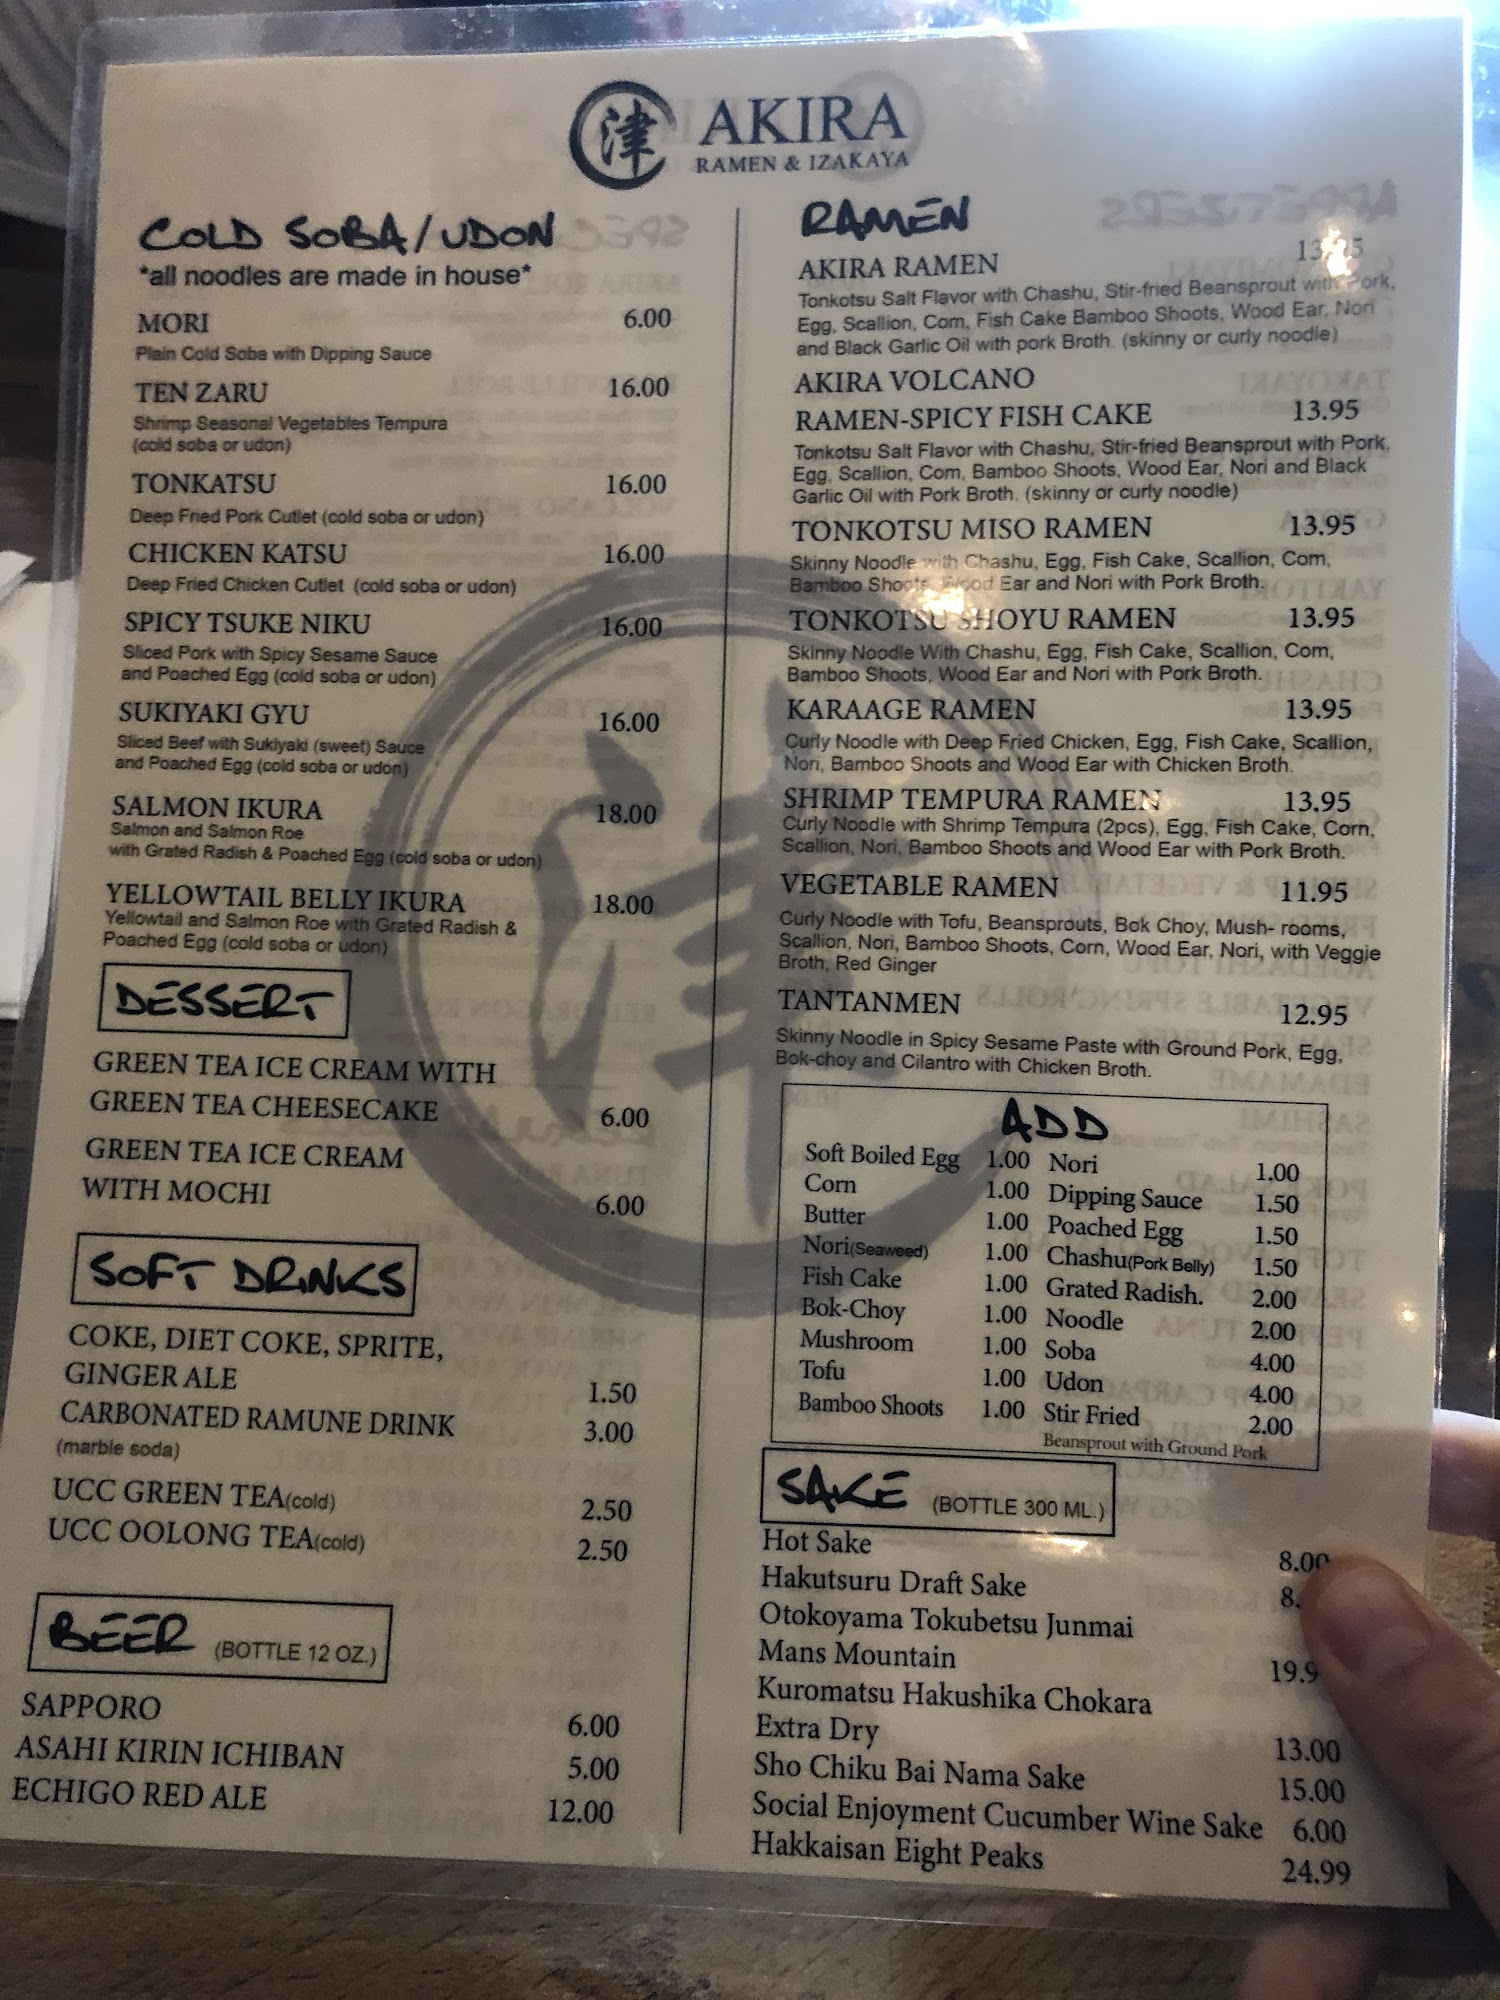 津 AKIRA
RAMEN & IZAKAYA
COLD SOBA/UDON
*all noodles are made in house*
MORI 6.00
Plain Cold Soba with Dipping Sauce
TEN ZARU 16.00
Shrimp Seasonal Vegetables Tempura
(cold soba or udon)
TONKATSU 16.00
Deep Fried Pork Cutlet (cold soba or udon)
CHICKEN KATSU 16.00
Deep Fried Chicken Cutlet (cold soba or udon)
SPICY TSUKE NIKU 16.00
Sliced Pork with Spicy Sesame Sauce
and Poached Egg (cold soba or udon)
SUKIYAKI GYU 16.00
Sliced Beef with Sukiyaki (sweet) Sauce
and Poached Egg (cold soba or udon)
SALMON IKURA 18.00
Salmon and Salmon Roe
with Grated Radish & Poached Egg (cold soba or udon)
YELLOWTAIL BELLY IKURA 18.00
Yellowtail and Salmon Roe with Grated Radish &
Poached Egg (cold soba or udon)
DESSERT
GREEN TEA ICE CREAM WITH
GREEN TEA CHEESECAKE 6.00
GREEN TEA ICE CREAM
WITH MOCHI 6.00
SOFT DRINKS
COKE, DIET COKE, SPRITE,
GINGER ALE 1.50
CARBONATED RAMUNE DRINK 3.00
(marble soda)
UCC GREEN TEA(cold) 2.50
UCC OOLONG TEA(cold) 2.50
BEER (BOTTLE 12 OZ.)
SAPPORO 6.00
ASAHI KIRIN ICHIBAN 5.00
ECHIGO RED ALE 12.00
RAMEN
AKIRA RAMEN
Tonkotsu Salt Flavor with Chashu, Stir-fried Beansprout with Pork,
Egg, Scallion, Corn, Fish Cake Bamboo Shoots, Wood Ear, Nori
and Black Garlic Oil with pork Broth. (skinny or curly noodle)
AKIRA VOLCANO
RAMEN-SPICY FISH CAKE 13.95
Tonkotsu Salt Flavor with Chashu, Stir-fried Beansprout with Pork,
Egg, Scallion, Corn, Bamboo Shoots, Wood Ear, Nori and Black
Garlic Oil with Pork Broth. (skinny or curly noodle)
TONKOTSU MISO RAMEN 13.95
Skinny Noodle with Chashu, Egg, Fish Cake, Scallion, Corn,
Bamboo Shoots, Wood Ear and Nori with Pork Broth.
TONKOTSU SHOYU RAMEN 13.95
Skinny Noodle With Chashu, Egg, Fish Cake, Scallion, Corn,
Bamboo Shoots, Wood Ear and Nori with Pork Broth.
KARAAGE RAMEN 13.95
Curly Noodle with Deep Fried Chicken, Egg, Fish Cake, Scallion,
Nori, Bamboo Shoots and Wood Ear with Chicken Broth.
SHRIMP TEMPURA RAMEN 13.95
Curly Noodle with Shrimp Tempura (2pcs), Egg, Fish Cake, Corn,
Scallion, Nori, Bamboo Shoots and Wood Ear with Pork Broth.
VEGETABLE RAMEN 11.95
Curly Noodle with Tofu, Beansprouts, Bok Choy, Mush- rooms,
Scallion, Nori, Bamboo Shoots, Corn, Wood Ear, Nori, with Veggie
Broth, Red Ginger
TANTANMEN 12.95
Skinny Noodle in Spicy Sesame Paste with Ground Pork, Egg,
Bok-choy and Cilantro with Chicken Broth.
ADD
Soft Boiled Egg 1.00 Nori 1.00
Corn 1.00 Dipping Sauce 1.50
Butter 1.00 Poached Egg 1.50
Nori(Seaweed) 1.00 Chashu(Pork Belly) 1.50
Fish Cake 1.00 Grated Radish. 2.00
Bok-Choy 1.00 Noodle 2.00
Mushroom 1.00 Soba 4.00
Tofu 1.00 Udon 4.00
Bamboo Shoots 1.00 Stir Fried 2.00
Beansprout with Ground Pork
SAKE (BOTTLE 300 ML.)
Hot Sake 8.00
Hakutsuru Draft Sake
Otokoyama Tokubetsu Junmai
Mans Mountain
Kuromatsu Hakushika Chokara
Extra Dry 13.00
Sho Chiku Bai Nama Sake 15.00
Social Enjoyment Cucumber Wine Sake 6.00
Hakkaisan Eight Peaks 24.99